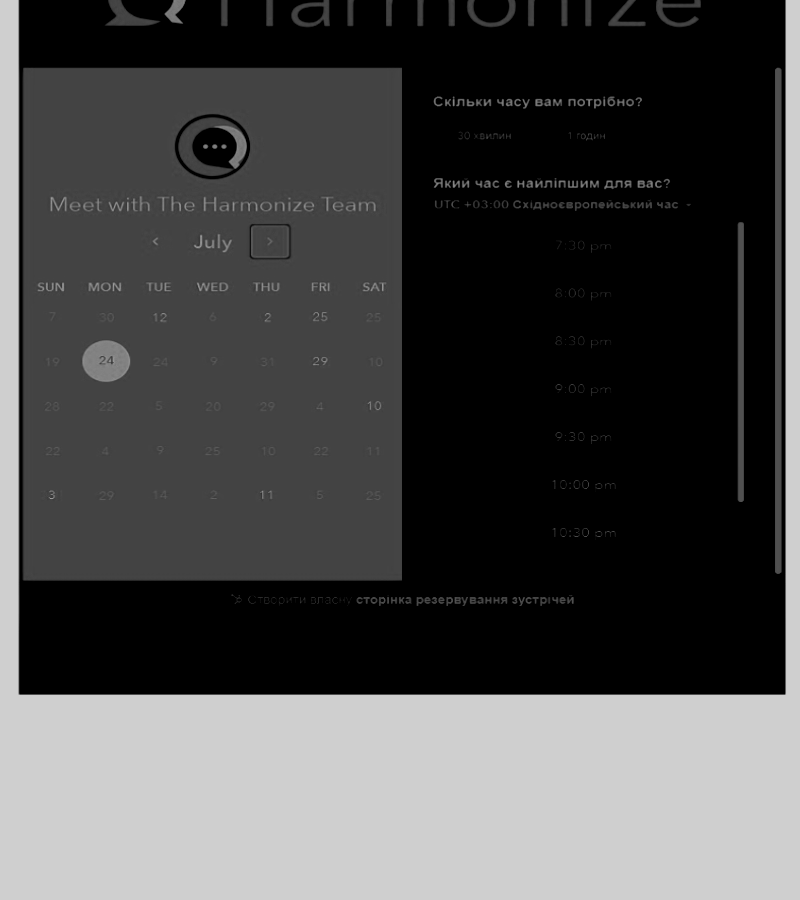 Harmonize
Meet with The Harmonize Team
July
SUN MON TUE WED THU FRI SAT
7 30 12 6 2 25 25
19 24 24 9 31 29 10
28 22 5 20 29 4 10
22 4 9 25 10 22 11
3 29 14 2 11 5 25
Скільки часу вам потрібно?
30 хвилин 1 годин
Який час є найліпшим для вас?
UTC +03:00 Східноєвропейський час
7:30 pm
8:00 pm
8:30 pm
9:00 pm
9:30 pm
10:00 pm
10:30 pm
Створити власну сторінка резервування зустрічей